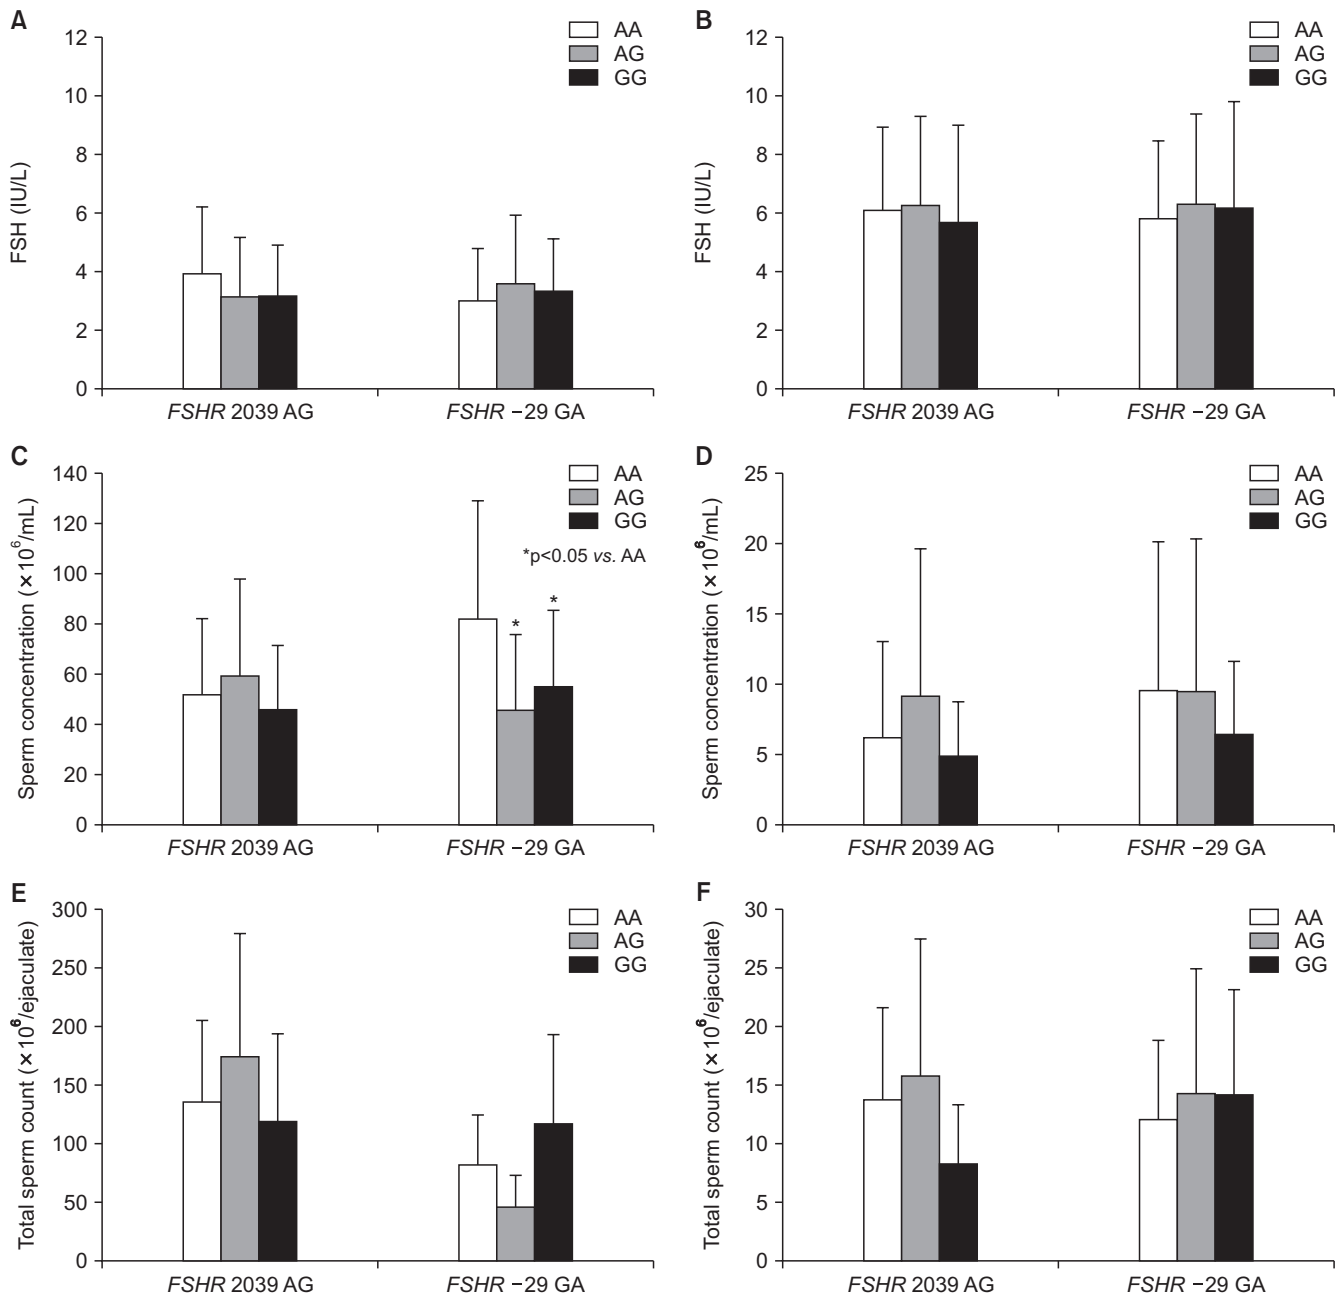 A
AA
AG
GG
FSH (IU/L)
12
10
8
6
4
2
0
FSHR 2039 AG
FSHR −29 GA
B
AA
AG
GG
FSH (IU/L)
12
10
8
6
4
2
0
FSHR 2039 AG
FSHR −29 GA
C
AA
AG
GG
*p<0.05 vs. AA
*
*
Sperm concentration (×10⁶/mL)
140
120
100
80
60
40
20
0
FSHR 2039 AG
FSHR −29 GA
D
AA
AG
GG
Sperm concentration (×10⁶/mL)
25
20
15
10
5
0
FSHR 2039 AG
FSHR −29 GA
E
AA
AG
GG
Total sperm count (×10⁶/ejaculate)
300
250
200
150
100
50
0
FSHR 2039 AG
FSHR −29 GA
F
AA
AG
GG
Total sperm count (×10⁶/ejaculate)
30
25
20
15
10
5
0
FSHR 2039 AG
FSHR −29 GA